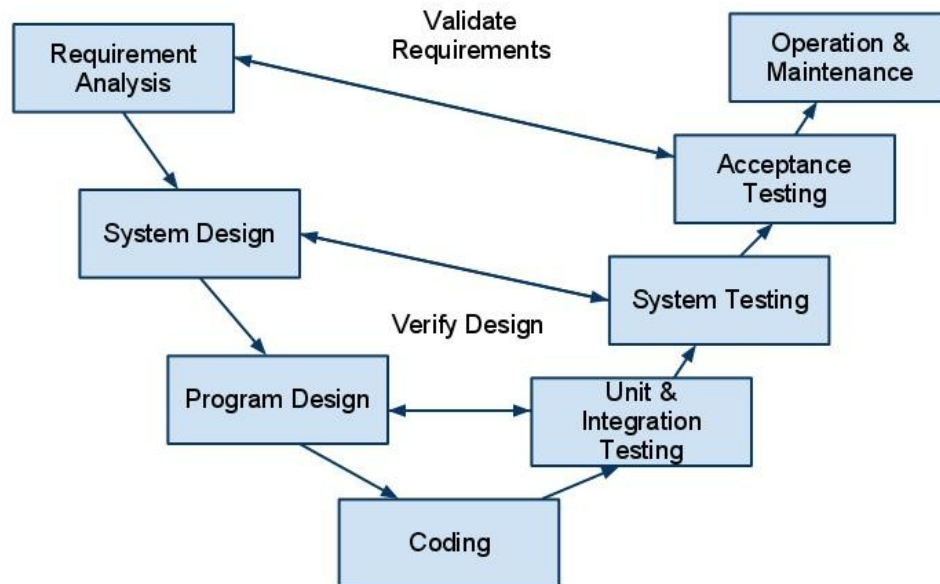 Validate
Requirements
Requirement
Analysis
Operation &
Maintenance
Acceptance
Testing
System Design
System Testing
Verify Design
Program Design
Unit &
Integration
Testing
Coding